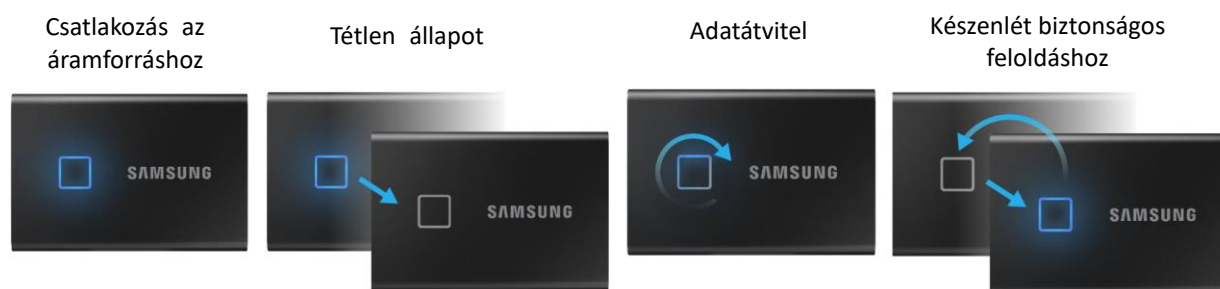 Csatlakozás az
áramforráshoz
Tétlen állapot
Adatátvitel
Készenlét biztonságos
feloldáshoz
SAMSUNG
SAMSUNG
SAMSUNG
SAMSUNG